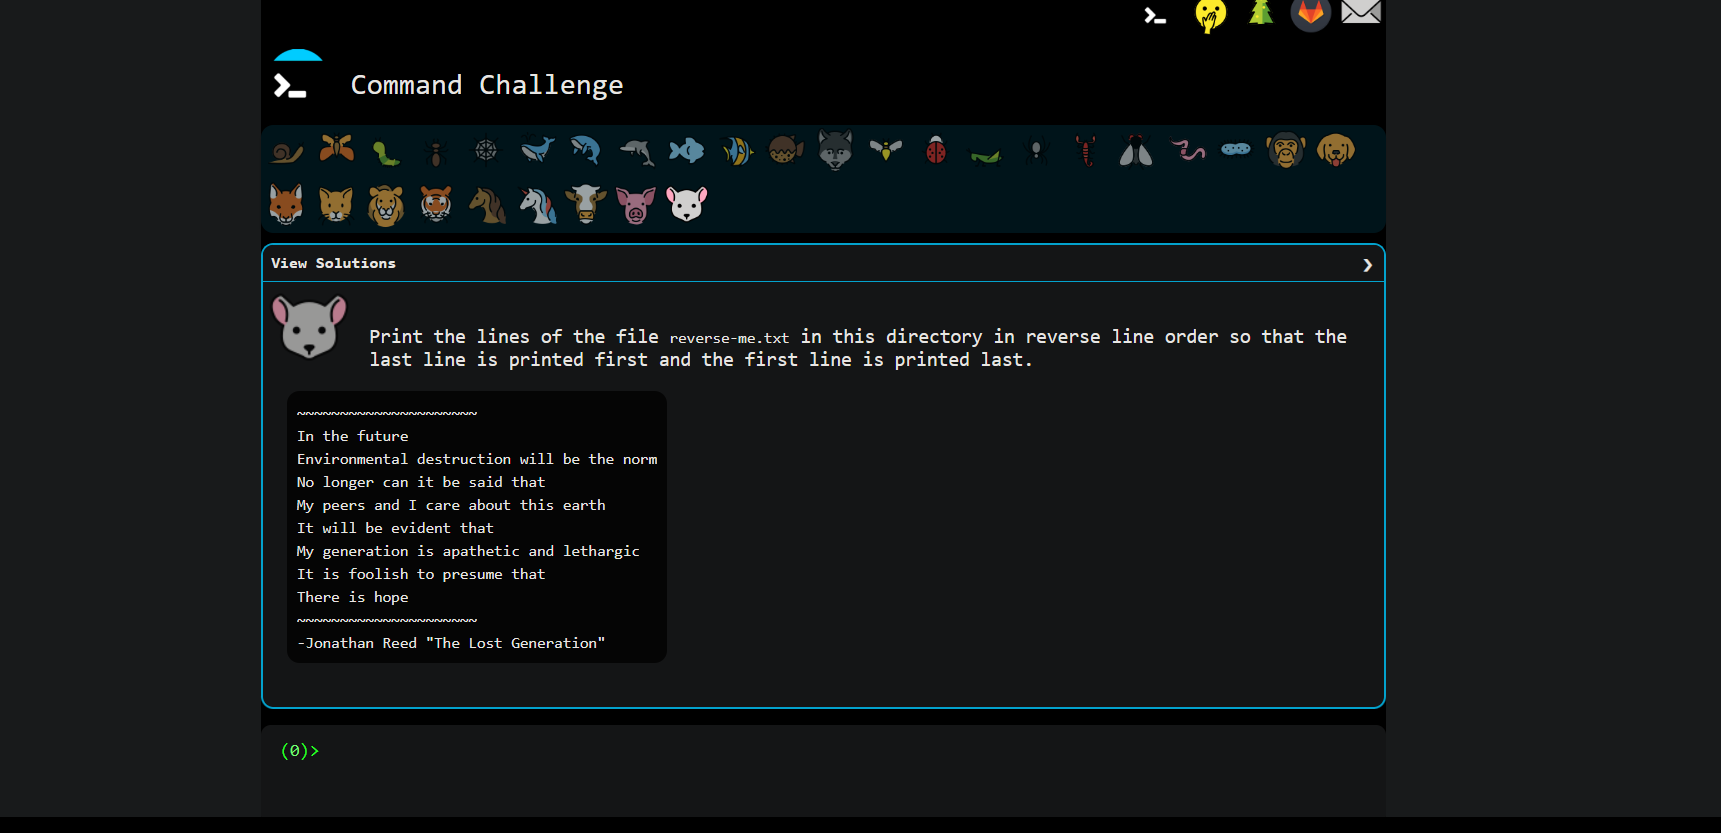 Command Challenge
View Solutions
Print the lines of the file reverse-me.txt in this directory in reverse line order so that the
last line is printed first and the first line is printed last.
~~~~~~~~~~~~~~~~~~~~~
In the future
Environmental destruction will be the norm
No longer can it be said that
My peers and I care about this earth
It will be evident that
My generation is apathetic and lethargic
It is foolish to presume that
There is hope
~~~~~~~~~~~~~~~~~~~~~
-Jonathan Reed "The Lost Generation"
(0)>